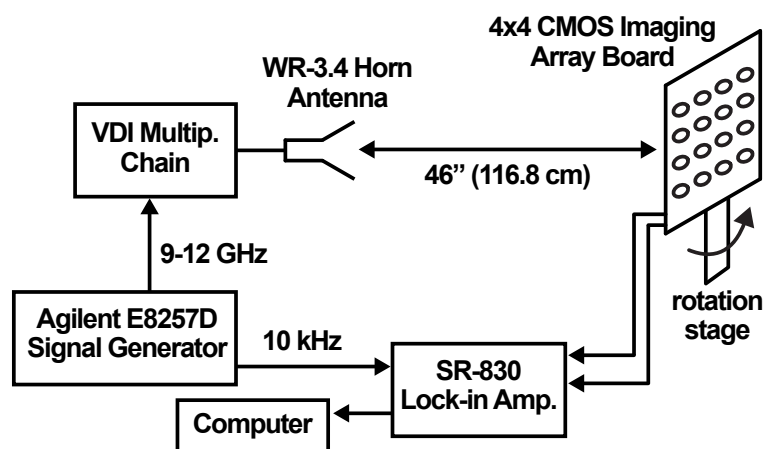 4x4 CMOS Imaging
Array Board
WR-3.4 Horn
Antenna
VDI Multip.
Chain
46” (116.8 cm)
9-12 GHz
rotation
stage
Agilent E8257D
Signal Generator
10 kHz
SR-830
Lock-in Amp.
Computer